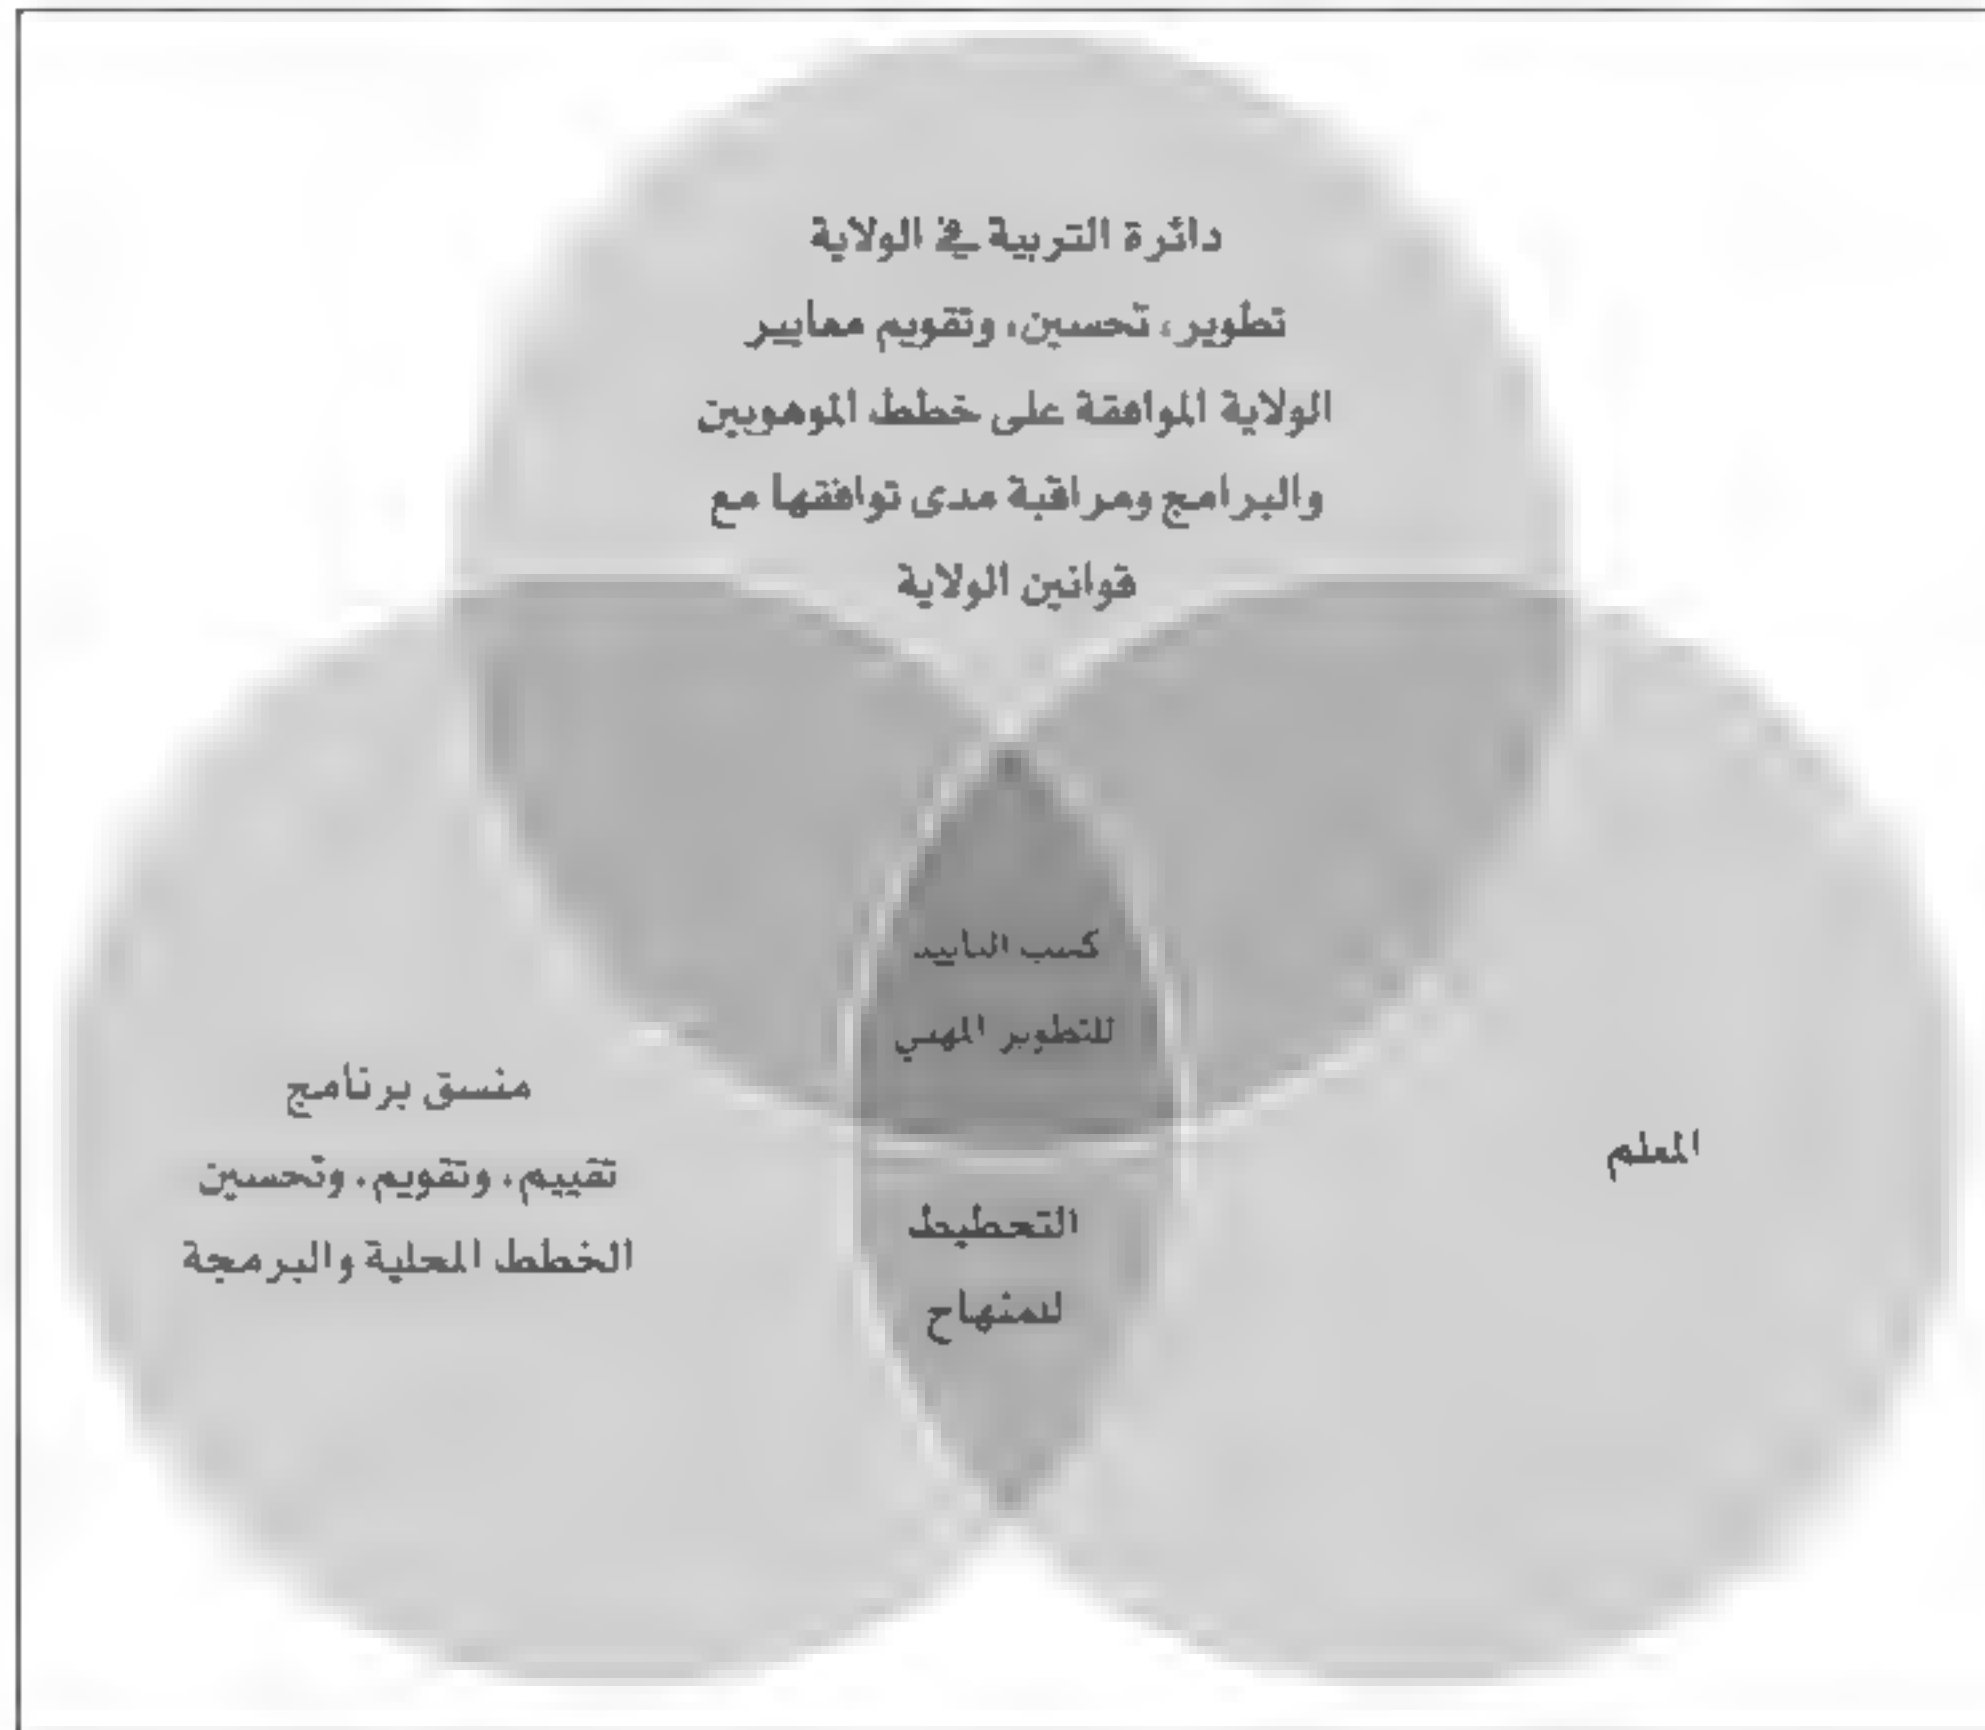 دائرة التربية في الولاية
تطوير، تحسين، وتقويم معايير
الولاية الموافقة على خطط الموهوبين
والبرامج ومراقبة مدى توافقها مع
قوانين الولاية
كسب التأييد
للتطوير المهني
منسق برنامج
تقييم، وتقويم، وتحسين
الخطط المحلية والبرمجة
المعلم
التخطيط
للمنهاج